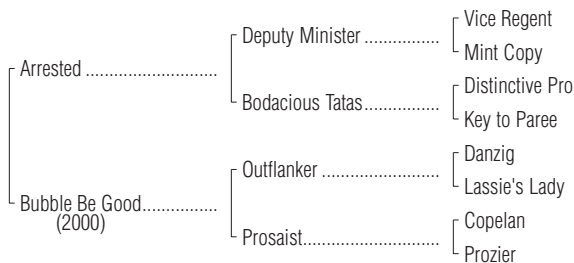 Vice Regent
Deputy Minister ................
Mint Copy
Arrested ............................
Distinctive Pro
Bodacious Tatas................
Key to Paree
Danzig
Outflanker .........................
Lassie's Lady
Bubble Be Good................
(2000)
Copelan
Prosaist.............................
Prozier